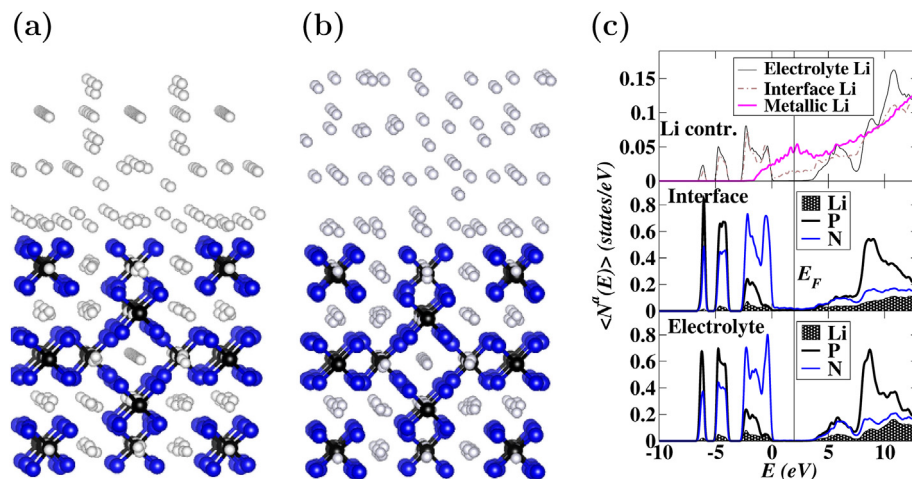 (a)
(b)
(c)
0.15
0.1
0.05
0
Electrolyte Li
Interface Li
Metallic Li
Li contr.
<N^a(E)> (states/eV)
0.8
0.6
0.4
0.2
0
Interface
Li
P
N
E_F
0.8
0.6
0.4
0.2
0
Electrolyte
Li
P
N
-10
-5
0
5
10
E (eV)